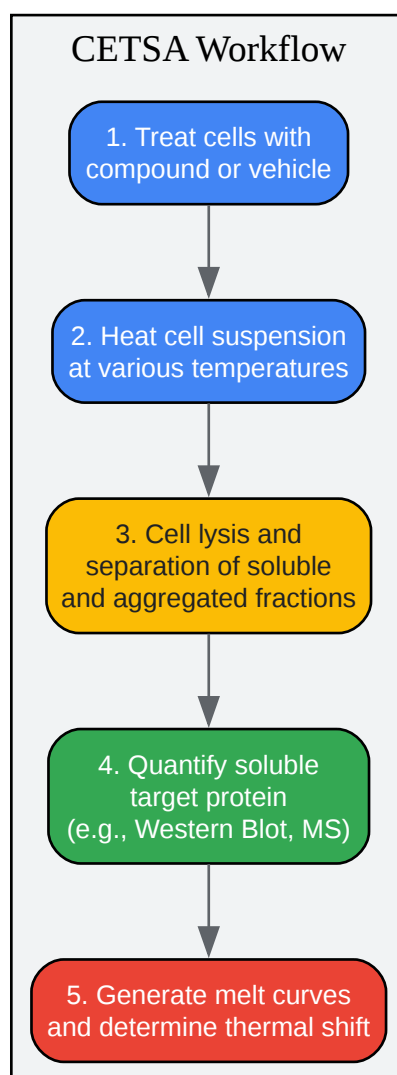 CETSA Workflow
1. Treat cells with
compound or vehicle
2. Heat cell suspension
at various temperatures
3. Cell lysis and
separation of soluble
and aggregated fractions
4. Quantify soluble
target protein
(e.g., Western Blot, MS)
5. Generate melt curves
and determine thermal shift